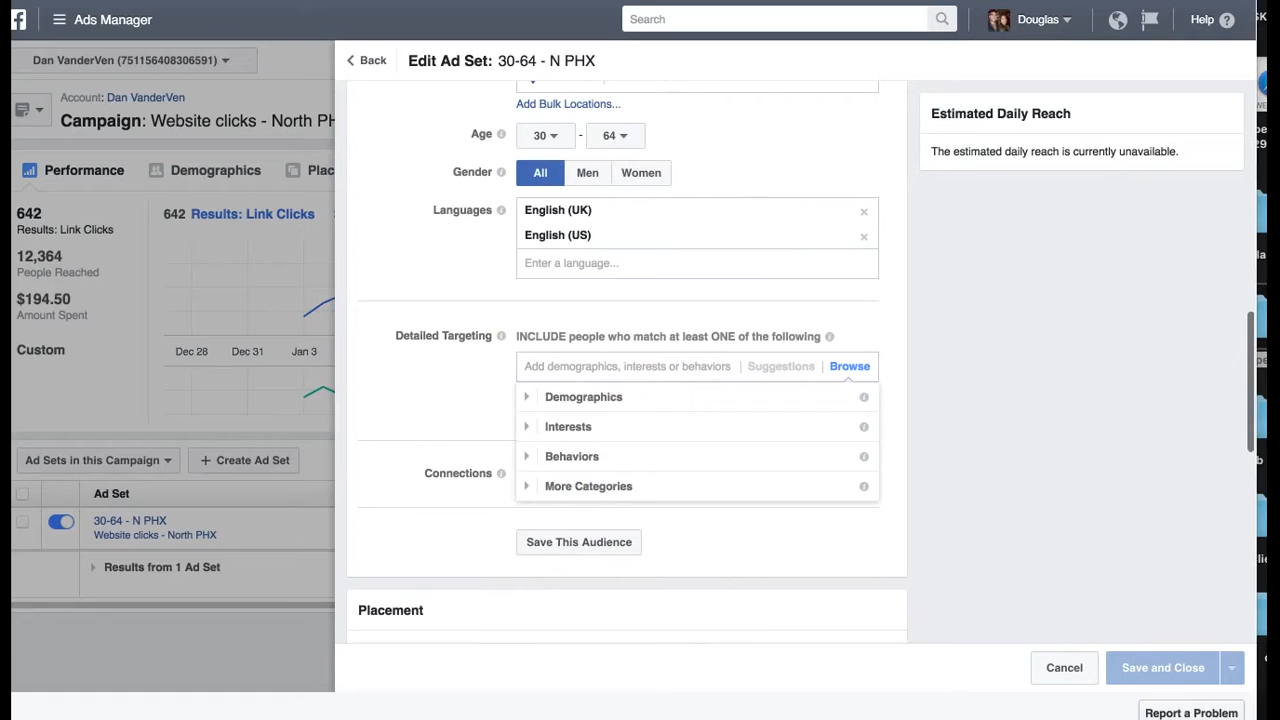 Ads Manager
Search
Douglas
Help
Dan VanderVen (751156408306591)
Back
Edit Ad Set: 30-64 - N PHX
Account: Dan VanderVen
Campaign: Website clicks - North PH
Performance
Demographics
Plac
642
Results: Link Clicks
642 Results: Link Clicks
12,364
People Reached
$194.50
Amount Spent
Custom
Dec 28
Dec 31
Jan 3
Ad Sets in this Campaign
+ Create Ad Set
Ad Set
30-64 - N PHX
Website clicks - North PHX
Results from 1 Ad Set
Add Bulk Locations...
Age
30 - 64
Gender
All
Men
Women
Languages
English (UK)
English (US)
Enter a language...
Detailed Targeting
INCLUDE people who match at least ONE of the following
Add demographics, interests or behaviors | Suggestions | Browse
Demographics
Interests
Behaviors
More Categories
Connections
Save This Audience
Placement
Estimated Daily Reach
The estimated daily reach is currently unavailable.
Cancel
Save and Close
Report a Problem